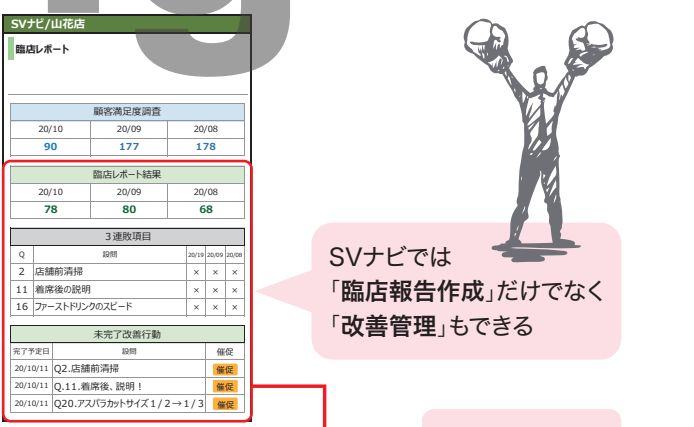 SVナビ/山花店
臨店レポート
顧客満足度調査
20/10 20/09 20/08
90 177 178
臨店レポート結果
20/10 20/09 20/08
78 80 68
3連敗項目
Q 設問 20/19 20/09 20/08
2 店舗前清掃 × × ×
11 着席後の説明 × × ×
16 ファーストドリンクのスピード × × ×
未完了改善行動
完了予定日 設問 催促
20/10/11 Q2.店舗前清掃 催促
20/10/11 Q.11.着席後、説明！ 催促
20/10/11 Q20.アスパラカットサイズ1/2→1/3 催促
SVナビでは
「臨店報告作成」だけでなく
「改善管理」もできる